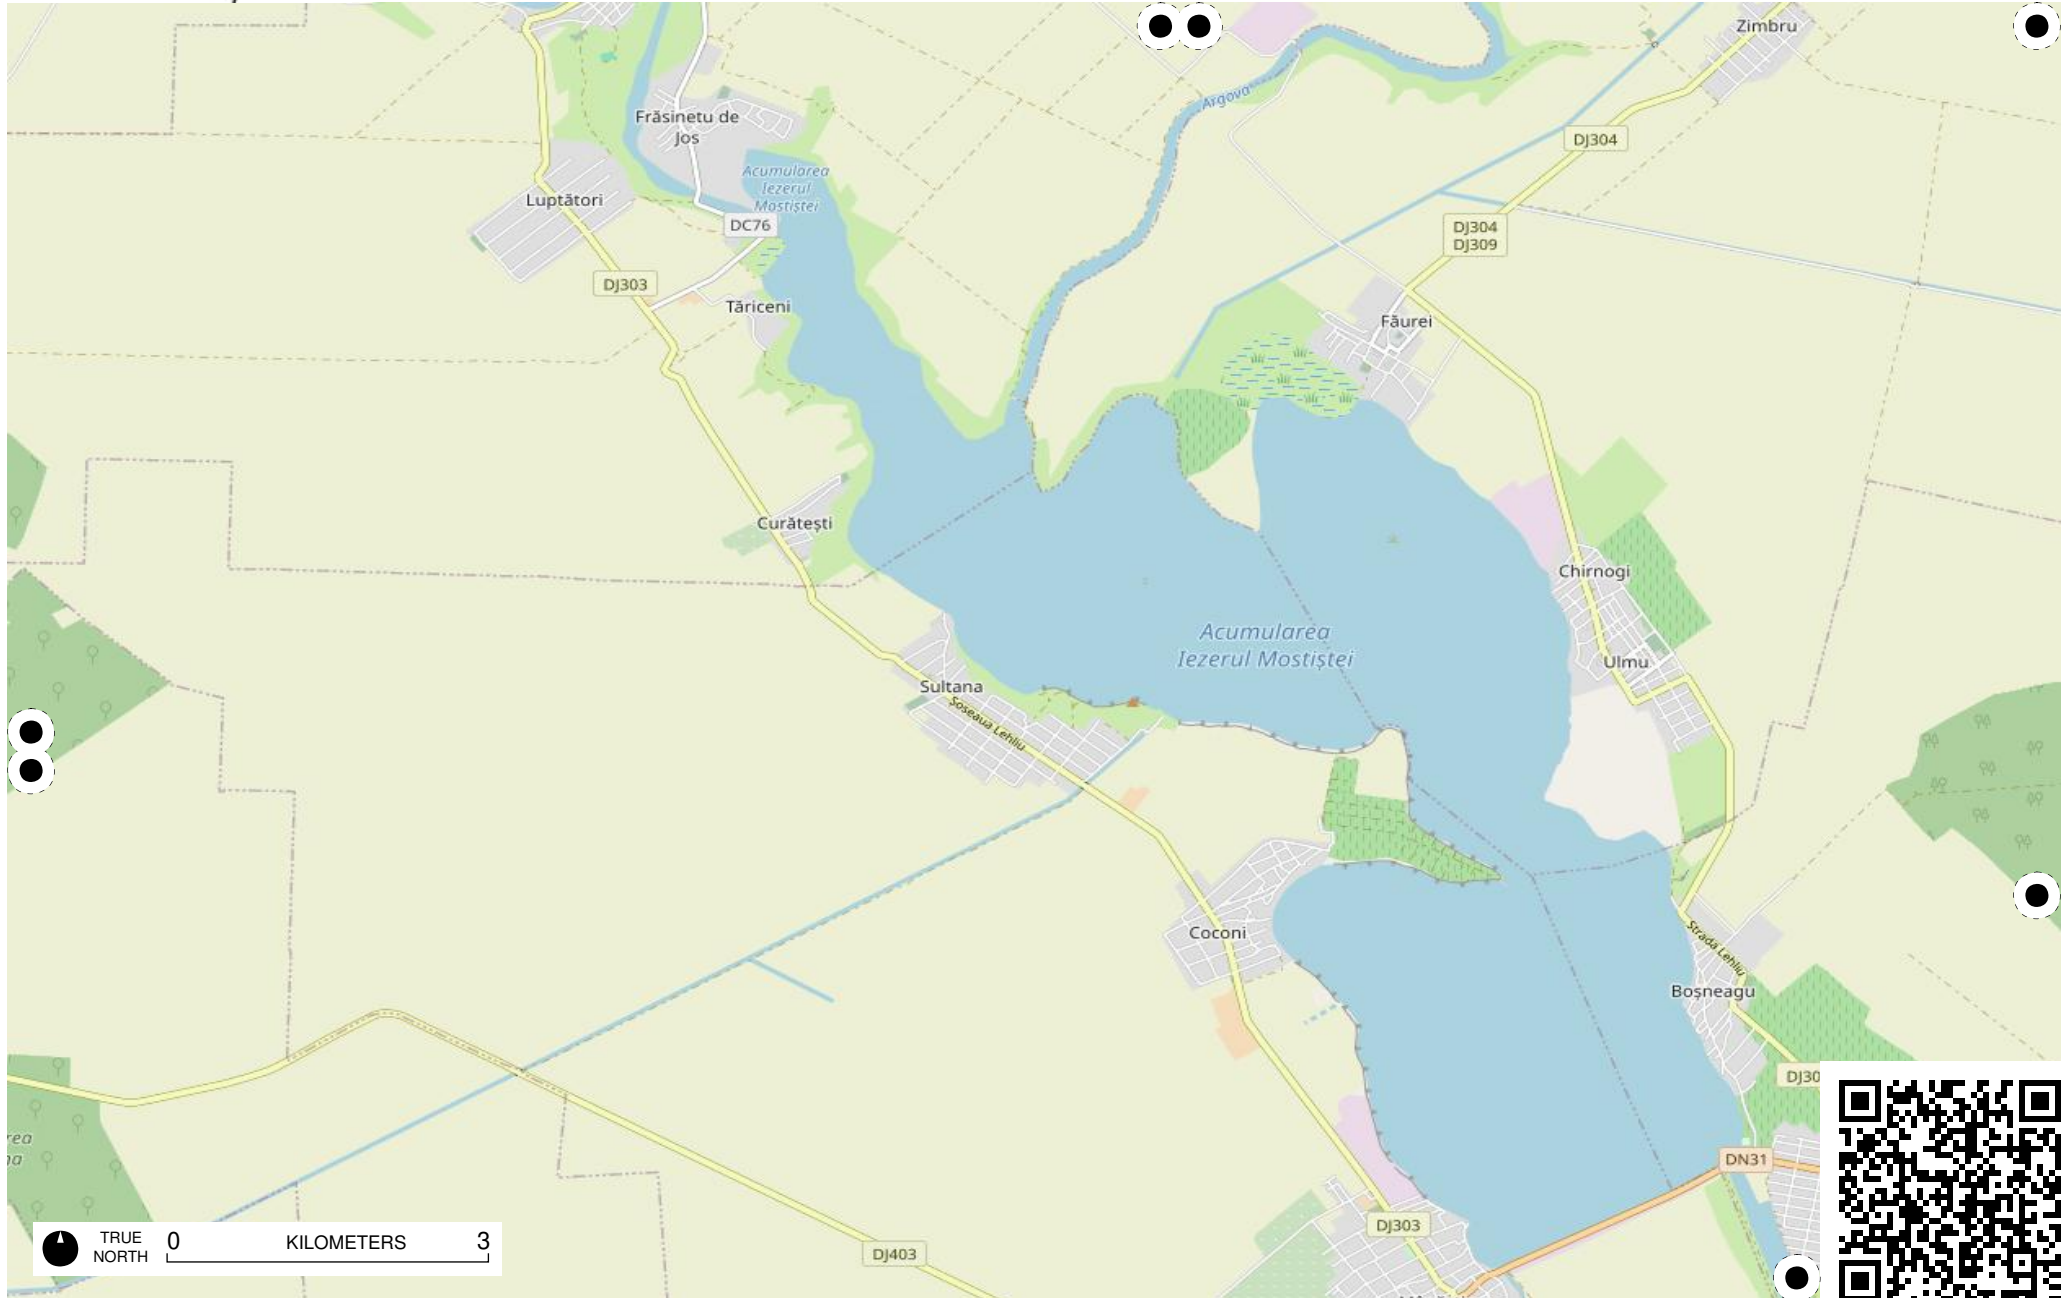 Zimbru
Argova
Frăsinetu de
Jos
DJ304
Acumularea
Iezerul
Mostiștei
Luptători
DC76
DJ304
DJ309
DJ303
Tăriceni
Făurei
Curătești
Chirnogi
Acumularea
Iezerul Mostiștei
Ulmu
Sultana
Șoseaua Lehliu
Coconi
Strada Lehliu
Boșneagu
DJ30
DN31
DJ303
TRUE
NORTH
0 KILOMETERS 3
DJ403